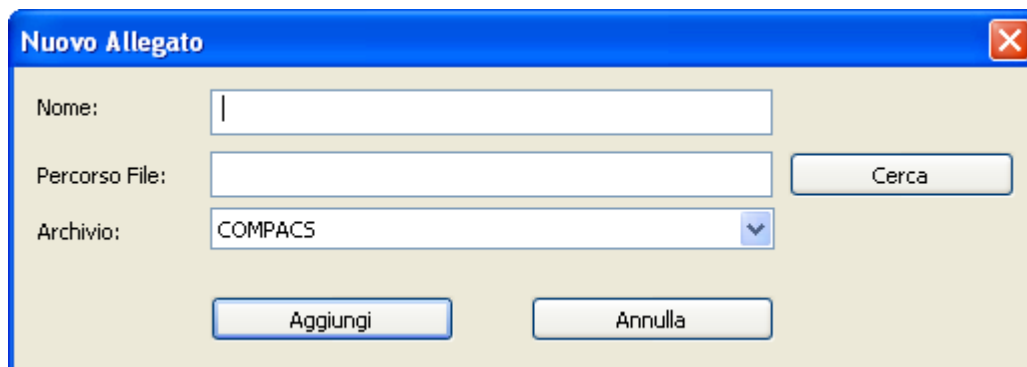 Nuovo Allegato
Nome:
Percorso File:
Cerca
Archivio:
COMPACS
Aggiungi
Annulla